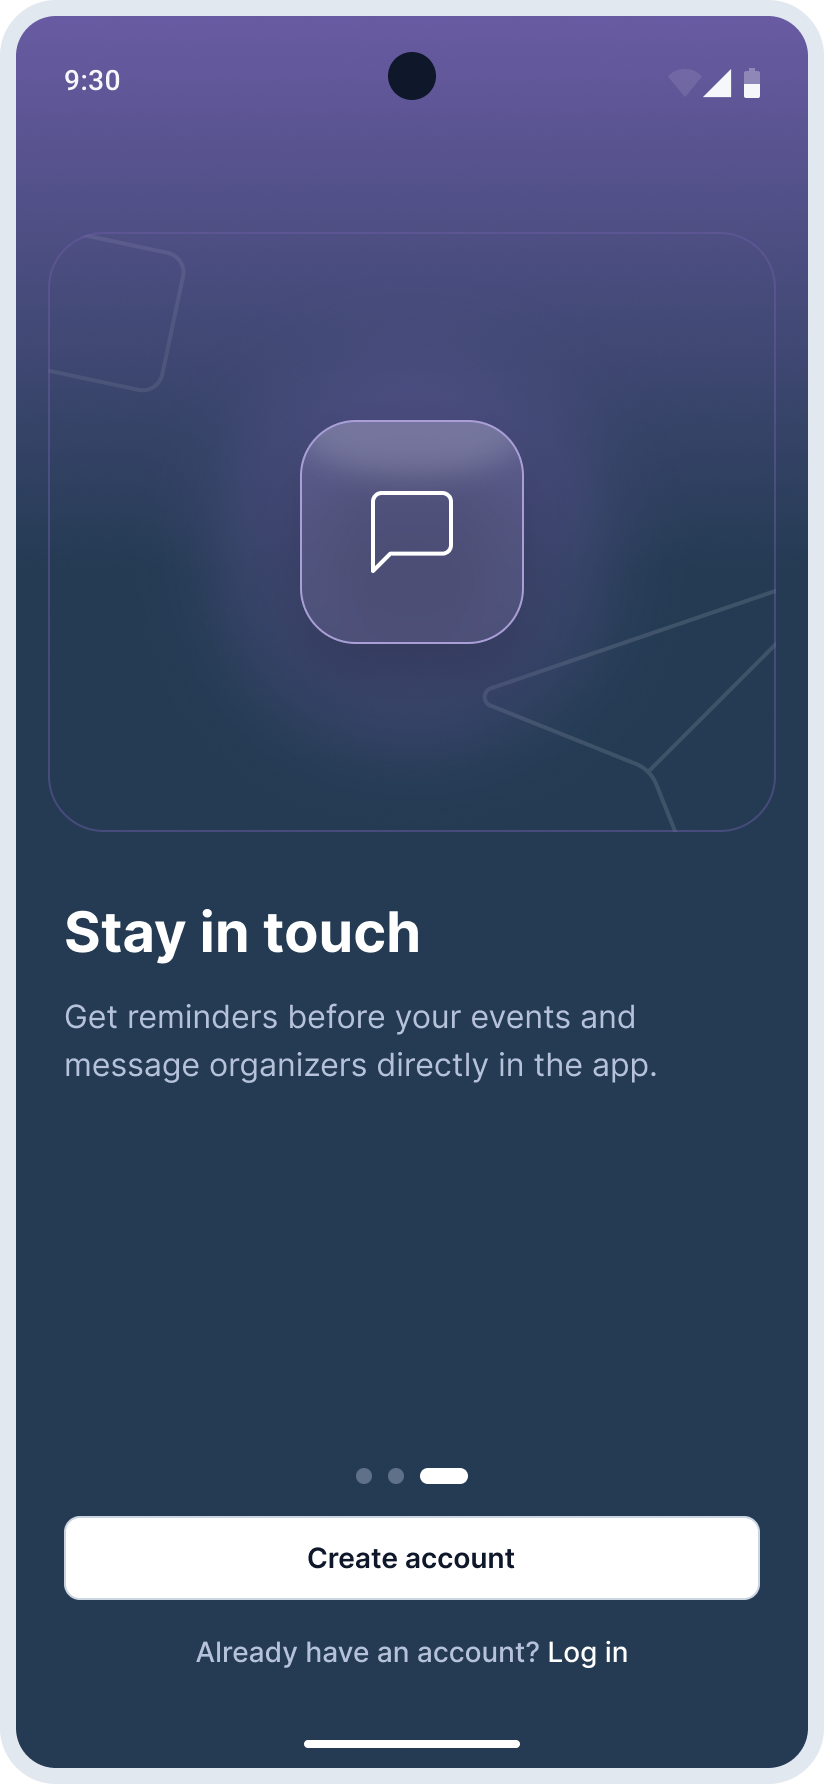 9:30
Stay in touch
Get reminders before your events and
message organizers directly in the app.
Create account
Already have an account? Log in